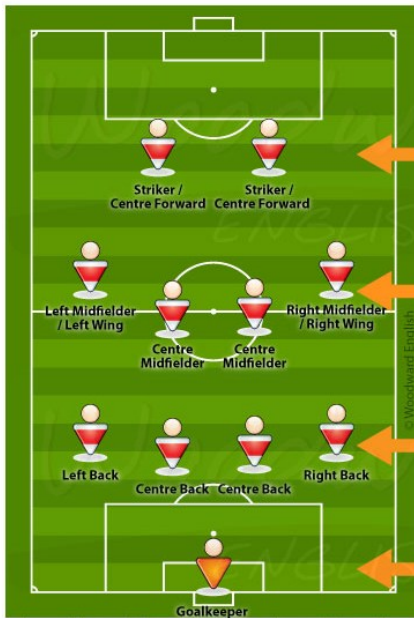 Striker /
Centre Forward
Striker /
Centre Forward
Left Midfielder
/ Left Wing
Centre
Midfielder
Centre
Midfielder
Right Midfielder
/ Right Wing
Left Back
Centre Back
Centre Back
Right Back
Goalkeeper
©Woodward English